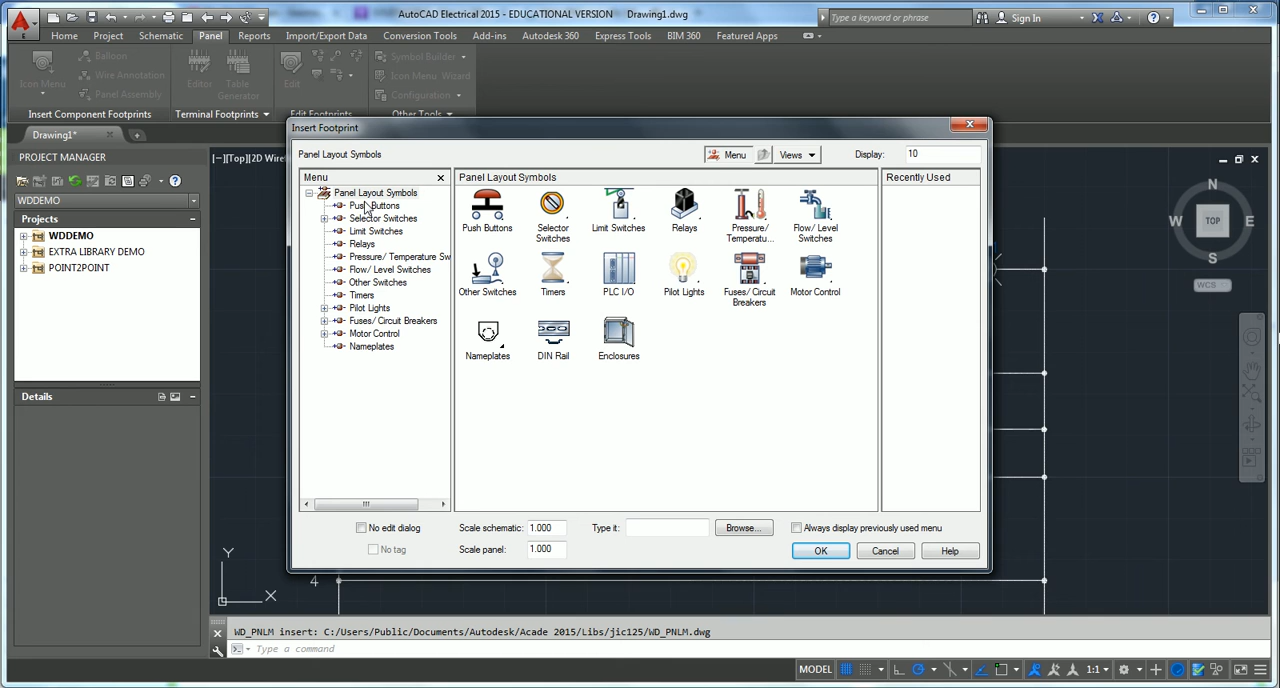 AutoCAD Electrical 2015 - EDUCATIONAL VERSION Drawing1.dwg
Type a keyword or phrase
Sign In
Home Project Schematic Panel Reports Import/Export Data Conversion Tools Add-ins Autodesk 360 Express Tools BIM 360 Featured Apps
Icon Menu
Balloon
Wire Annotation
Panel Assembly
Editor
Table Generator
Edit
Symbol Builder
Icon Menu Wizard
Configuration
Insert Component Footprints
Terminal Footprints
Edit Footprints
Other Tools
Drawing1*
PROJECT MANAGER
WDDEMO
Projects
WDDEMO
EXTRA LIBRARY DEMO
POINT2POINT
Details
[−][Top][2D Wire
Insert Footprint
Panel Layout Symbols
Menu
Views
Display:
10
Menu
Panel Layout Symbols
Push Buttons
Selector Switches
Limit Switches
Relays
Pressure/ Temperature Sw
Flow/ Level Switches
Other Switches
Timers
Pilot Lights
Fuses/ Circuit Breakers
Motor Control
Nameplates
Panel Layout Symbols
Push Buttons
Selector Switches
Limit Switches
Relays
Pressure/ Temperatu...
Flow/ Level Switches
Other Switches
Timers
PLC I/O
Pilot Lights
Fuses/ Circuit Breakers
Motor Control
Nameplates
DIN Rail
Enclosures
Recently Used
No edit dialog
No tag
Scale schematic: 1.000
Scale panel: 1.000
Type it:
Browse...
Always display previously used menu
OK
Cancel
Help
N
W TOP E
S
WCS
Y
X
4
WD_PNLM insert: C:/Users/Public/Documents/Autodesk/Acade 2015/Libs/jic125/WD_PNLM.dwg
Type a command
MODEL
1:1